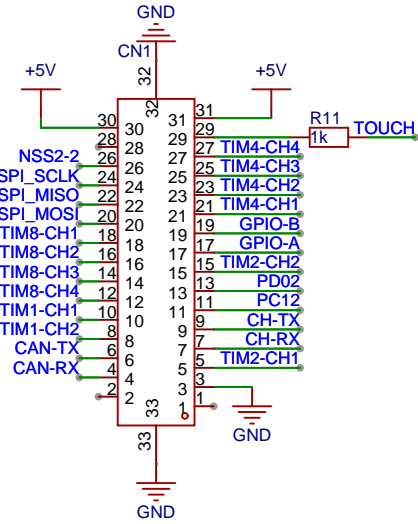 GND
CN1
32
+5V
+5V
32
30
30
31
31
28
28
29
29
R11
1k
TOUCH
NSS2-2
26
26
27
27
TIM4-CH4
SPI_SCLK
24
24
25
25
TIM4-CH3
SPI_MISO
22
22
23
23
TIM4-CH2
SPI_MOSI
20
20
21
21
TIM4-CH1
TIM8-CH1
18
18
19
19
GPIO-B
TIM8-CH2
16
16
17
17
GPIO-A
TIM8-CH3
14
14
15
15
TIM2-CH2
TIM8-CH4
12
12
13
13
PD02
TIM1-CH1
10
10
11
11
PC12
TIM1-CH2
8
8
9
9
CH-TX
CAN-TX
6
6
7
7
CH-RX
CAN-RX
4
4
5
5
TIM2-CH1
2
2
3
3
1
1
33
33
GND
GND